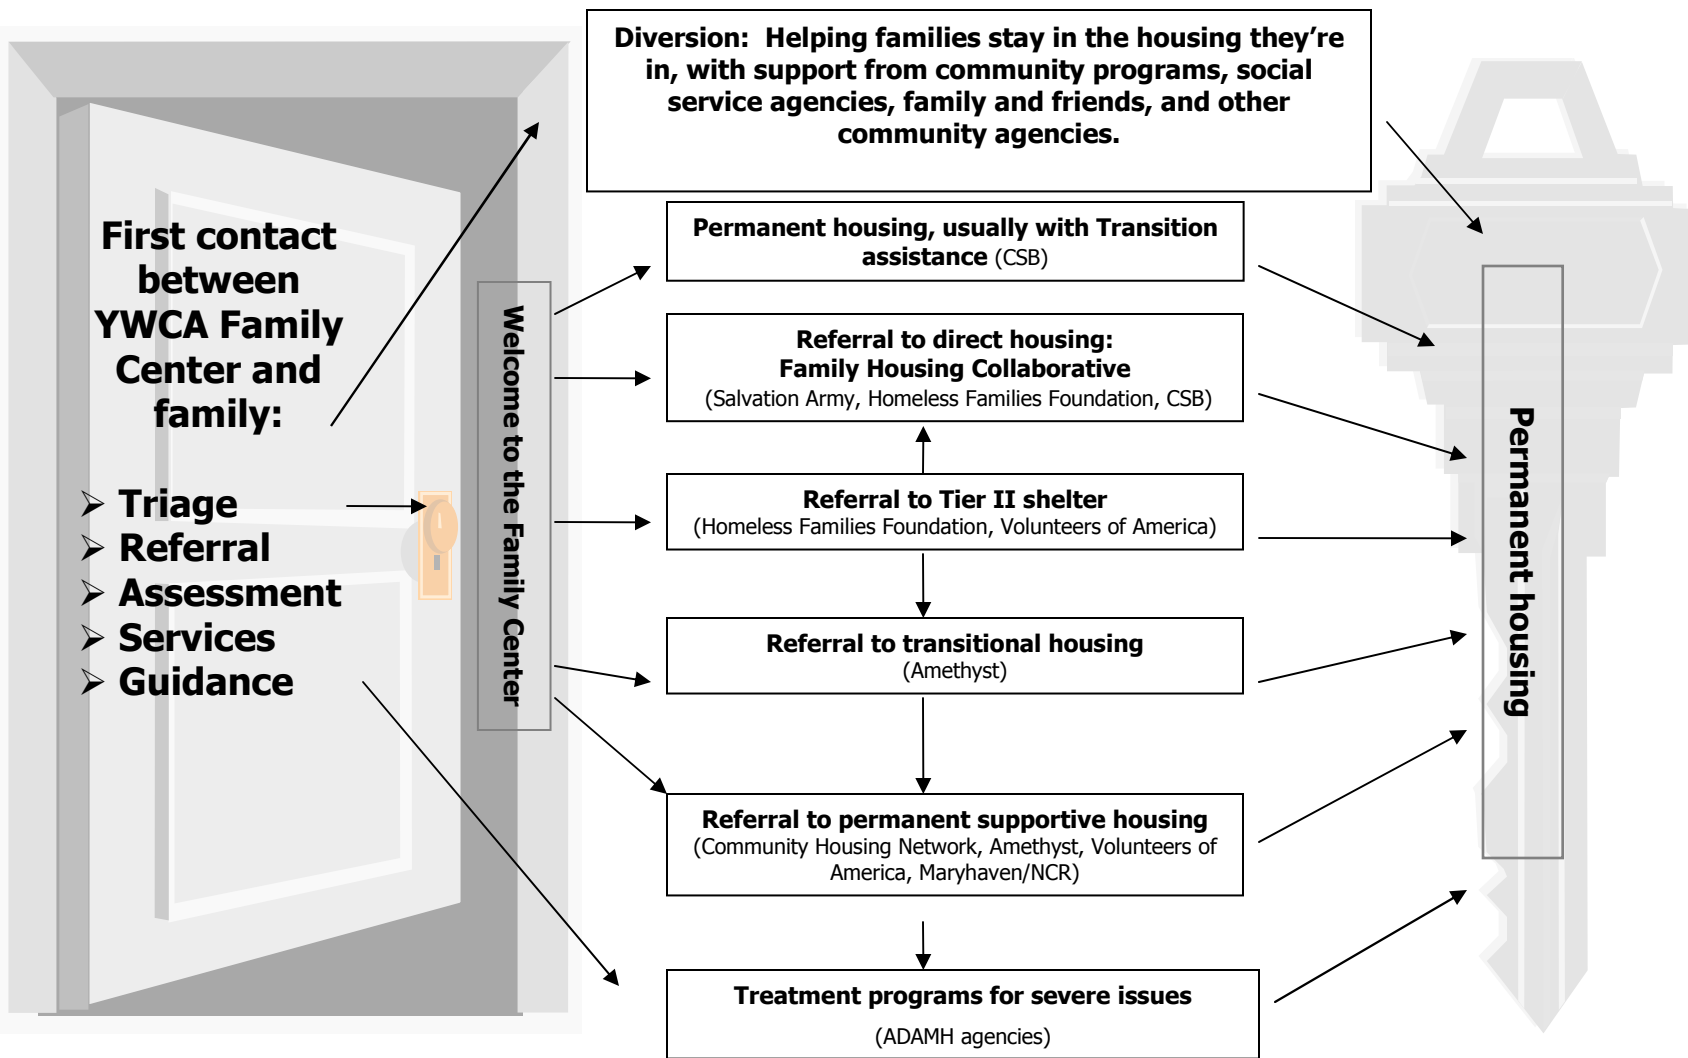 First contact
between
YWCA Family
Center and
family:
➢ Triage
➢ Referral
➢ Assessment
➢ Services
➢ Guidance
Welcome to the Family Center
Diversion: Helping families stay in the housing they’re
in, with support from community programs, social
service agencies, family and friends, and other
community agencies.
Permanent housing, usually with Transition
assistance (CSB)
Referral to direct housing:
Family Housing Collaborative
(Salvation Army, Homeless Families Foundation, CSB)
Referral to Tier II shelter
(Homeless Families Foundation, Volunteers of America)
Referral to transitional housing
(Amethyst)
Referral to permanent supportive housing
(Community Housing Network, Amethyst, Volunteers of
America, Maryhaven/NCR)
Treatment programs for severe issues
(ADAMH agencies)
Permanent housing